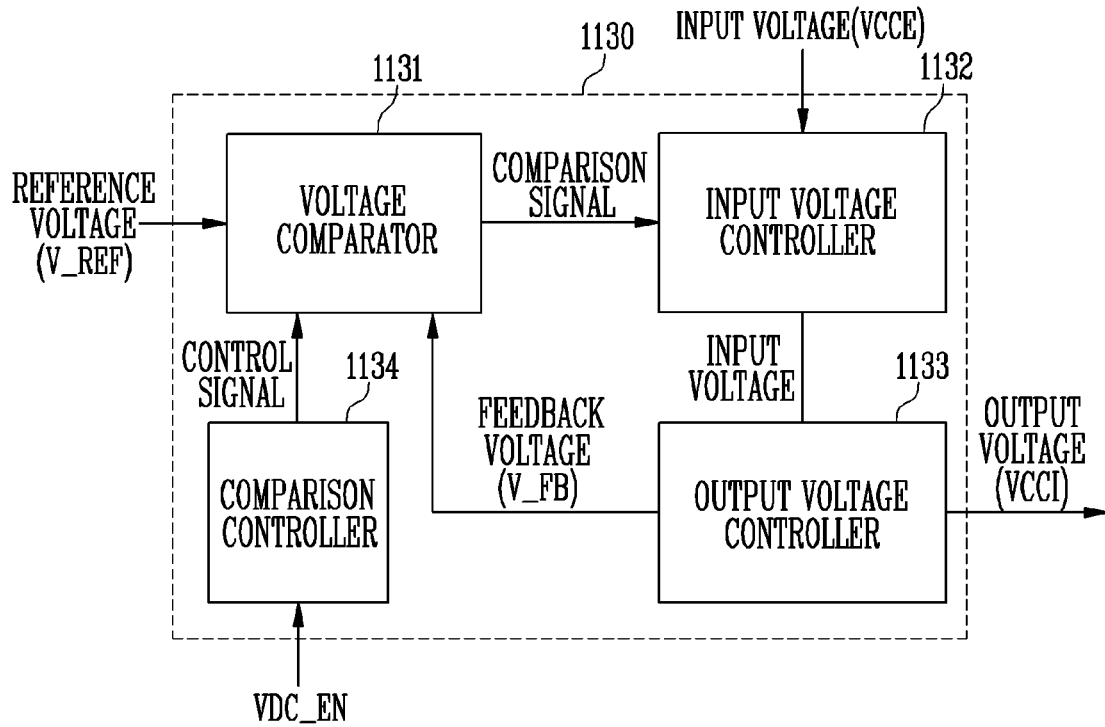 1130
INPUT VOLTAGE(VCCE)
1131
1132
REFERENCE
VOLTAGE
(V_REF)
VOLTAGE
COMPARATOR
COMPARISON
SIGNAL
INPUT VOLTAGE
CONTROLLER
CONTROL
SIGNAL
1134
INPUT
VOLTAGE
1133
FEEDBACK
VOLTAGE
(V_FB)
OUTPUT
VOLTAGE
(VCCI)
COMPARISON
CONTROLLER
OUTPUT VOLTAGE
CONTROLLER
VDC_EN